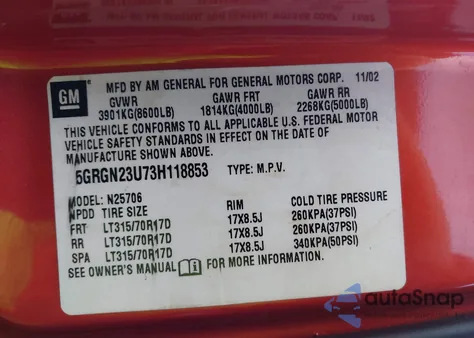 MFD BY AM GENERAL FOR GENERAL MOTORS CORP. 11/02
GM
GVWR GAWR FRT GAWR RR
3901KG(8600LB) 1814KG(4000LB) 2268KG(5000LB)
THIS VEHICLE CONFORMS TO ALL APPLICABLE U.S. FEDERAL MOTOR
VEHICLE SAFETY STANDARDS IN EFFECT ON THE DATE OF
MANUFACTURE SHOWN ABOVE.
5GRGN23U73H118853 TYPE: M.P.V.
MODEL: N25706
NPDD TIRE SIZE RIM COLD TIRE PRESSURE
FRT LT315/70R17D 17X8.5J 260KPA(37PSI)
RR LT315/70R17D 17X8.5J 260KPA(37PSI)
SPA LT315/70R17D 17X8.5J 340KPA(50PSI)
SEE OWNER'S MANUAL FOR MORE INFORMATION.
autoSnap